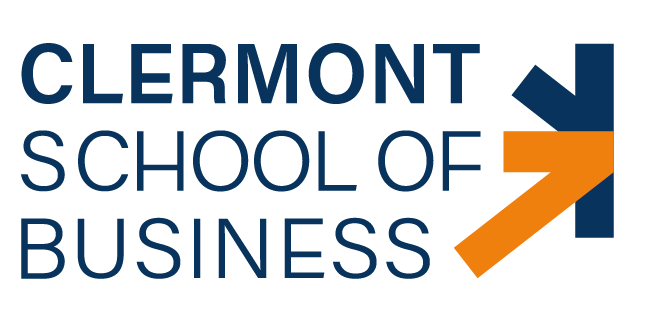 CLERMONT
SCHOOL OF
BUSINESS